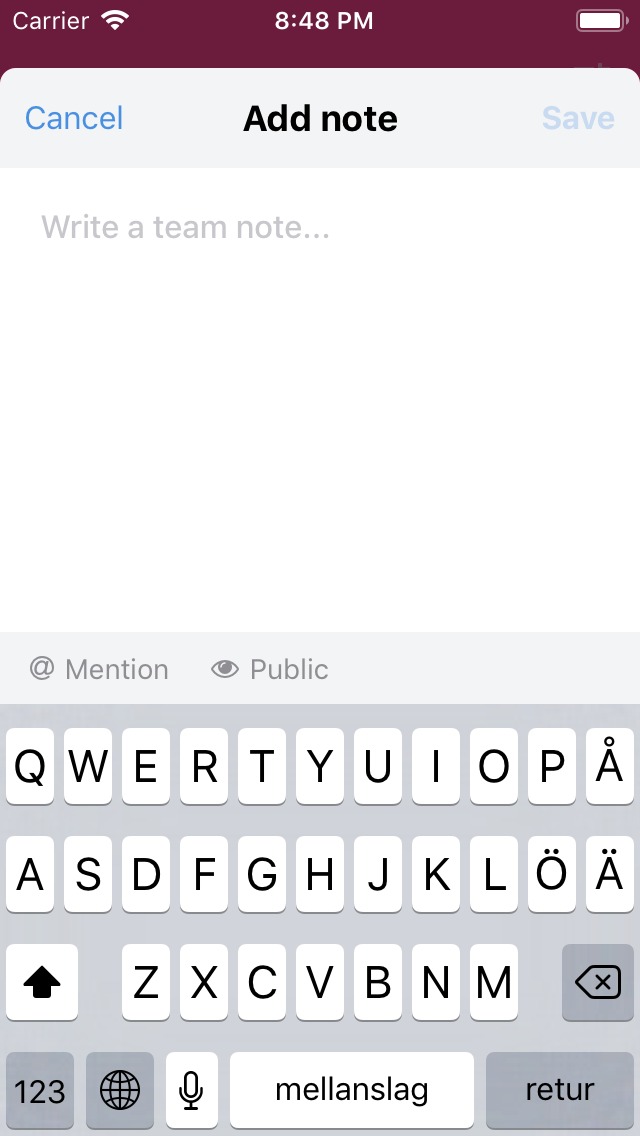 Carrier 8:48 PM
Cancel Add note Save
Write a team note...
@ Mention Public
Q W E R T Y U I O P Å
A S D F G H J K L Ö Ä
Z X C V B N M
123 mellanslag retur